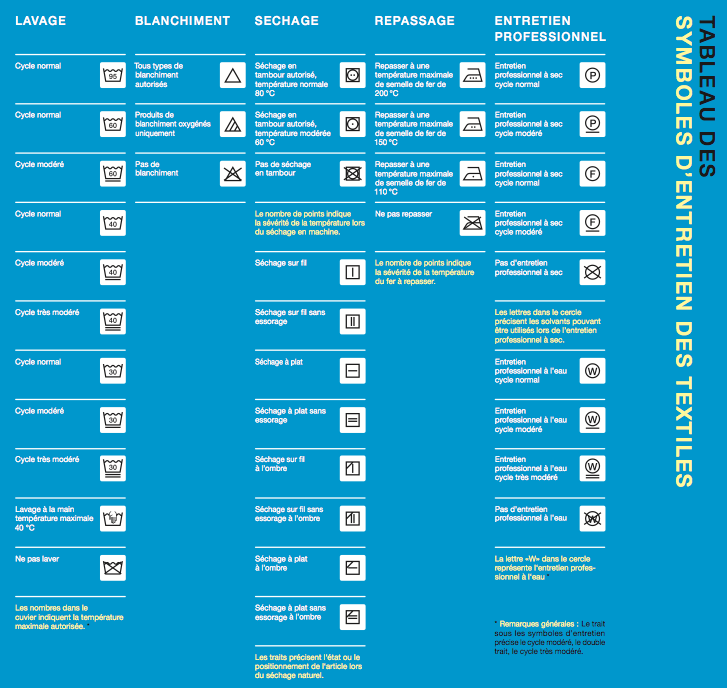 TABLEAU DES
SYMBOLES D'ENTRETIEN DES TEXTILES
LAVAGE
Cycle normal
95
Cycle normal
60
Cycle modéré
60
Cycle normal
40
Cycle modéré
40
Cycle très modéré
40
Cycle normal
30
Cycle modéré
30
Cycle très modéré
30
Lavage à la main
température maximale
40 °C
Ne pas laver
Les nombres dans le
cuvier indiquent la température
maximale autorisée. *
BLANCHIMENT
Tous types de
blanchiment
autorisés
Produits de
blanchiment oxygénés
uniquement
Pas de
blanchiment
SECHAGE
Séchage en
tambour autorisé,
température normale
80 °C
Séchage en
tambour autorisé,
température modérée
60 °C
Pas de séchage
en tambour
Le nombre de points indique
la sévérité de la température lors
du séchage en machine.
Séchage sur fil
Séchage sur fil sans
essorage
Séchage à plat
Séchage à plat sans
essorage
Séchage sur fil
à l'ombre
Séchage sur fil sans
essorage à l'ombre
Séchage à plat
à l'ombre
Séchage à plat sans
essorage à l'ombre
Les traits précisent l'état ou le
positionnement de l'article lors
du séchage naturel.
REPASSAGE
Repasser à une
température maximale
de semelle de fer de
200 °C
Repasser à une
température maximale
de semelle de fer de
150 °C
Repasser à une
température maximale
de semelle de fer de
110 °C
Ne pas repasser
Le nombre de points indique
la sévérité de la température
du fer à repasser.
ENTRETIEN
PROFESSIONNEL
Entretien
professionnel à sec
cycle normal
P
Entretien
professionnel à sec
cycle modéré
P
Entretien
professionnel à sec
cycle normal
F
Entretien
professionnel à sec
cycle modéré
F
Pas d'entretien
professionnel à sec
Les lettres dans le cercle
précisent les solvants pouvant
être utilisés lors de l'entretien
professionnel à sec.
Entretien
professionnel à l'eau
cycle normal
W
Entretien
professionnel à l'eau
cycle modéré
W
Entretien
professionnel à l'eau
cycle très modéré
W
Pas d'entretien
professionnel à l'eau
W
La lettre «W» dans le cercle
représente l'entretien profes-
sionnel à l'eau *
* Remarques générales : Le trait
sous les symboles d'entretien
précise le cycle modéré, le double
trait, le cycle très modéré.